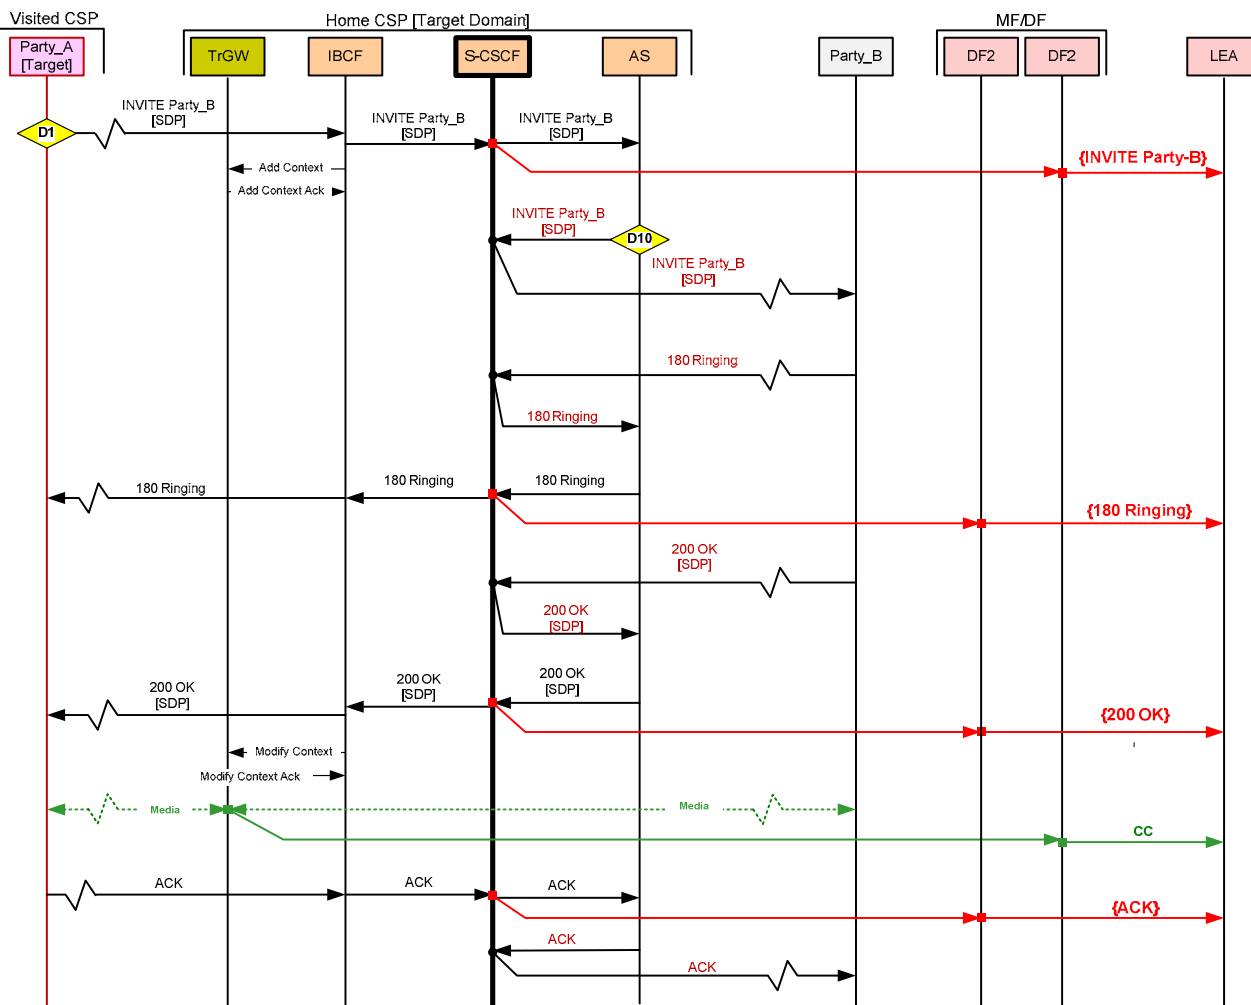 Visited CSP
Home CSP [Target Domain]
MF/DF
Party_A
[Target]
TrGW
IBCF
S-CSCF
AS
Party_B
DF2
DF2
LEA
INVITE Party_B
[SDP]
INVITE Party_B
[SDP]
INVITE Party_B
[SDP]
D1
{INVITE Party-B}
Add Context
Add Context Ack
INVITE Party_B
[SDP]
D10
INVITE Party_B
[SDP]
180 Ringing
180 Ringing
180 Ringing
180 Ringing
180 Ringing
{180 Ringing}
200 OK
[SDP]
200 OK
[SDP]
200 OK
[SDP]
200 OK
[SDP]
200 OK
[SDP]
{200 OK}
Modify Context
Modify Context Ack
Media
Media
CC
ACK
ACK
ACK
{ACK}
ACK
ACK